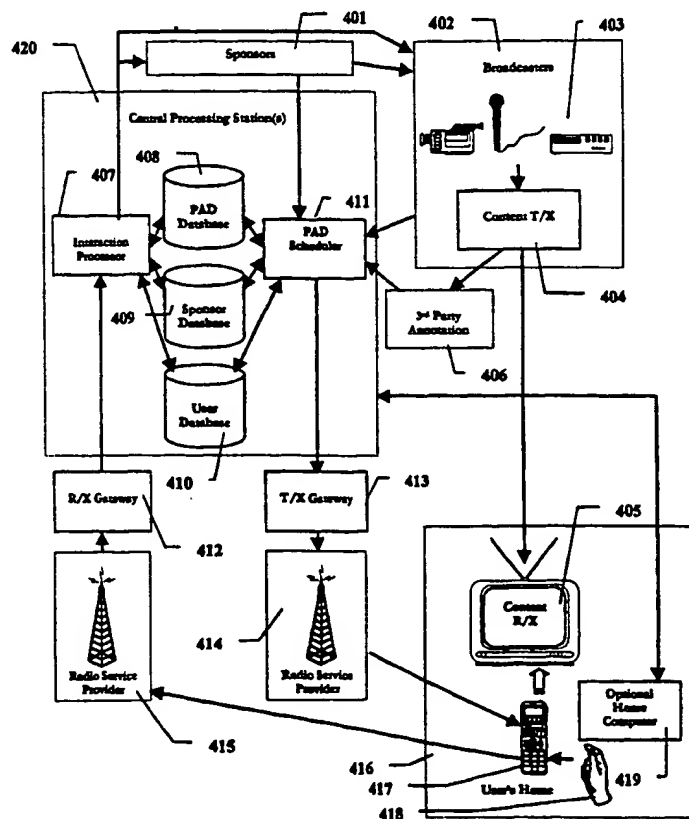 401
402
403
420
Sponsors
Broadcasters
Central Processing Station(s)
408
407
411
PAD
Database
PAD
Scheduler
Interaction
Processor
Content T/X
404
409
Sponsor
Database
3rd Party
Annotation
406
User
Database
410
413
R/X Gateway
T/X Gateway
405
412
Content
R/X
414
Radio Service
Provider
Radio Service
Provider
Optional
Home
Computer
415
416
417
User's Home
419
418